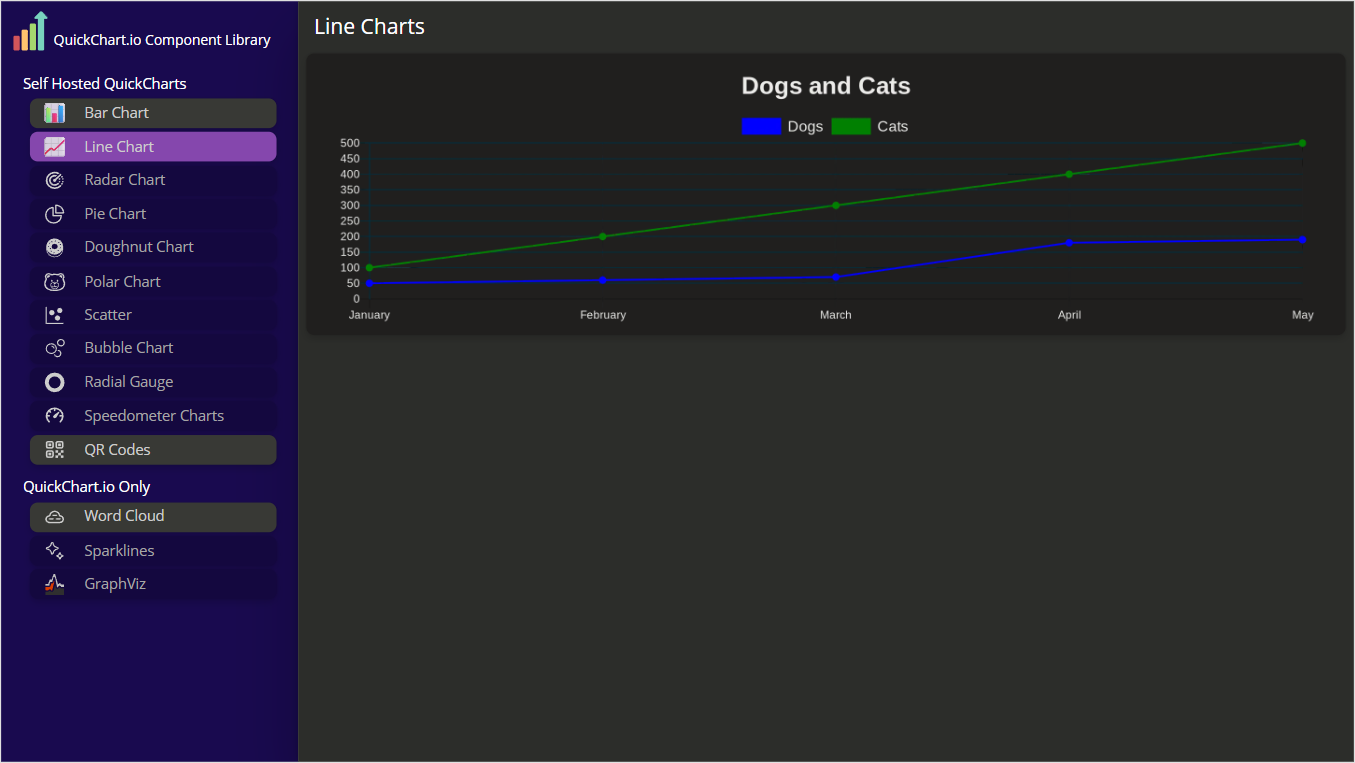 QuickChart.io Component Library
Self Hosted QuickCharts
Bar Chart
Line Chart
Radar Chart
Pie Chart
Doughnut Chart
Polar Chart
Scatter
Bubble Chart
Radial Gauge
Speedometer Charts
QR Codes
QuickChart.io Only
Word Cloud
Sparklines
GraphViz
Line Charts
Dogs and Cats
Dogs Cats
500
450
400
350
300
250
200
150
100
50
0
January February March April May